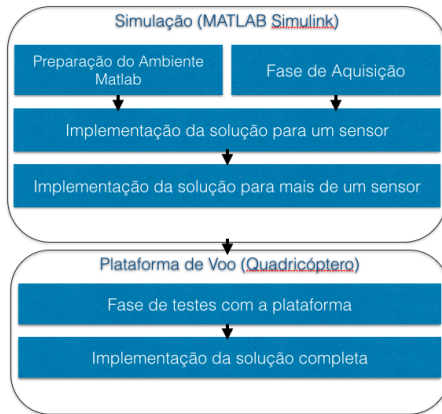 Simulação (MATLAB Simulink)
Preparação do Ambiente
Matlab
Fase de Aquisição
Implementação da solução para um sensor
Implementação da solução para mais de um sensor
Plataforma de Voo (Quadricóptero)
Fase de testes com a plataforma
Implementação da solução completa